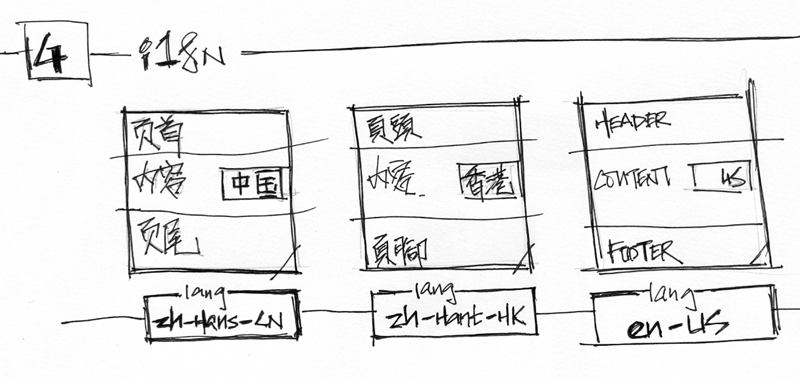 4 i18N
页首
内容 中国
页尾
lang
zh-Hans-CN
頁頭
内容 香港
頁腳
lang
zh-Hant-HK
HEADER
CONTENT US
FOOTER
lang
en-US